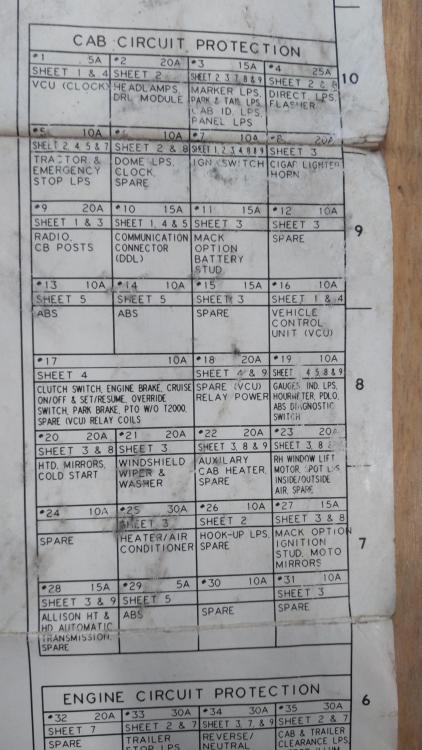 CAB CIRCUIT PROTECTION
#1 5A
SHEET 1 & 4
VCU (CLOCK)
#2 20A
SHEET 2
HEADLAMPS,
DRL MODULE
#3 15A
SHEET 2, 3, 7, 8 & 9
MARKER LPS,
PARK & TAIL LPS,
CAB ID. LPS,
PANEL LPS
#4 25A
SHEET 2 & 8
DIRECT. LPS,
FLASHER
10
#5 10A
SHEET 2, 4, 5 & 7
TRACTOR &
EMERGENCY
STOP LPS
10A
SHEET 2 & 8
DOME LPS,
CLOCK,
SPARE
#7 10A
SHEET 1, 2, 3, 4, 8 & 9
IGN. SWITCH
20A
SHEET 3
CIGAR LIGHTER
HORN
#9 20A
SHEET 1 & 3
RADIO,
CB POSTS
#10 15A
SHEET 1, 4, & 5
COMMUNICATION
CONNECTOR
(DDL)
#11 15A
SHEET 3
MACK
OPTION
BATTERY
STUD
#12 10A
SHEET 3
SPARE
9
#13 10A
SHEET 5
ABS
#14 10A
SHEET 5
ABS
#15 15A
SHEET 3
SPARE
#16 10A
SHEET 1 & 4
VEHICLE
CONTROL
UNIT (VCU)
#17 10A
SHEET 4
CLUTCH SWITCH, ENGINE BRAKE, CRUISE
ON/OFF & SET/RESUME, OVERRIDE
SWITCH, PARK BRAKE, PTO W/O T2000,
SPARE (VCU) RELAY COILS
#18 20A
SHEET 4 & 9
SPARE (VCU)
RELAY POWER
#19 10A
SHEET 4 5 8 & 9
GAUGES, IND. LPS,
HOURMETER, PDLO,
ABS DIAGNOSTIC
SWITCH
8
#20 20A
SHEET 3 & 8
HTD. MIRRORS,
COLD START
#21 20A
SHEET 3
WINDSHIELD
WIPER &
WASHER
#22 20A
SHEET 3, 8 & 9
AUXILARY
CAB HEATER,
SPARE
#23 20A
SHEET 3, 8
RH WINDOW LIFT
MOTOR, SPOT LPS
INSIDE/OUTSIDE
AIR, SPARE
#24 10A
SPARE
#25 30A
SHEET 3
HEATER/AIR
CONDITIONER
#26 10A
SHEET 2
HOOK-UP LPS,
SPARE
#27 15A
SHEET 3 & 8
MACK OPTION
IGNITION
STUD, MOTO
MIRRORS
7
#28 15A
SHEET 3 & 9
ALLISON HT &
HD AUTOMATIC
TRANSMISSION,
SPARE
#29 5A
SHEET 5
ABS
#30 10A
SPARE
#31 10A
SHEET 3
SPARE
ENGINE CIRCUIT PROTECTION
6
#32 20A
SHEET 7
SPARE
#33 30A
SHEET 2 & 7
TRAILER
STOP LPS
#34 30A
SHEET 3, 7, & 9
REVERSE/
NEUTRAL
#35 30A
SHEET 2 & 7
CAB & TRAILER
CLEARANCE LPS,